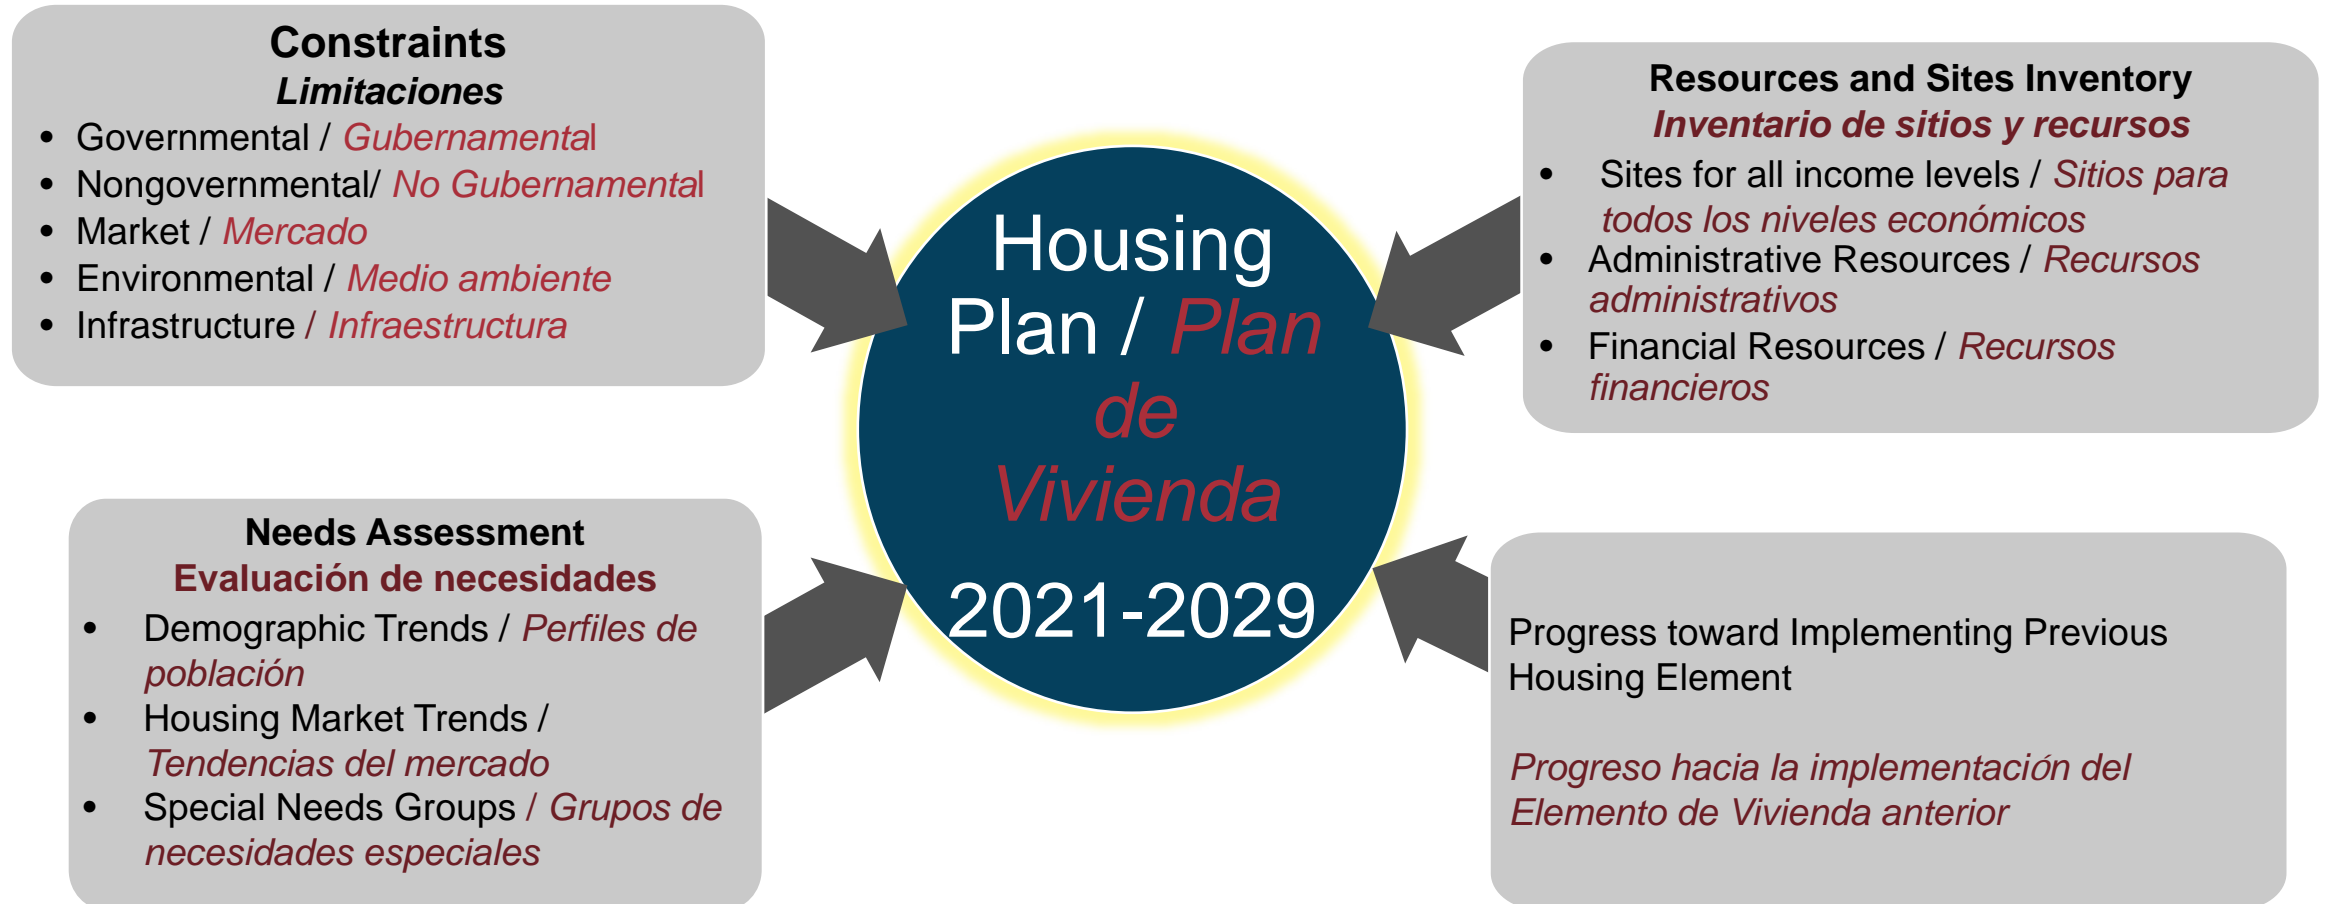 Constraints
Limitaciones
• Governmental / Gubernamental
• Nongovernmental/ No Gubernamental
• Market / Mercado
• Environmental / Medio ambiente
• Infrastructure / Infraestructura
Needs Assessment
Evaluación de necesidades
• Demographic Trends / Perfiles de
población
• Housing Market Trends /
Tendencias del mercado
• Special Needs Groups / Grupos de
necesidades especiales
Housing
Plan / Plan
de
Vivienda
2021-2029
Resources and Sites Inventory
Inventario de sitios y recursos
• Sites for all income levels / Sitios para
todos los niveles económicos
• Administrative Resources / Recursos
administrativos
• Financial Resources / Recursos
financieros
Progress toward Implementing Previous
Housing Element
Progreso hacia la implementación del
Elemento de Vivienda anterior